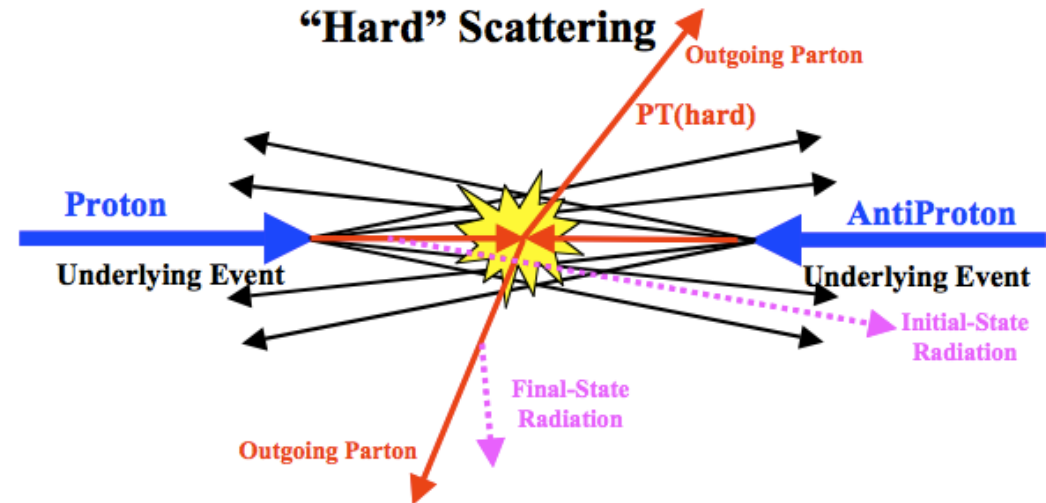 “Hard” Scattering
Outgoing Parton
PT(hard)
Proton
AntiProton
Underlying Event
Underlying Event
Initial-State
Radiation
Final-State
Radiation
Outgoing Parton